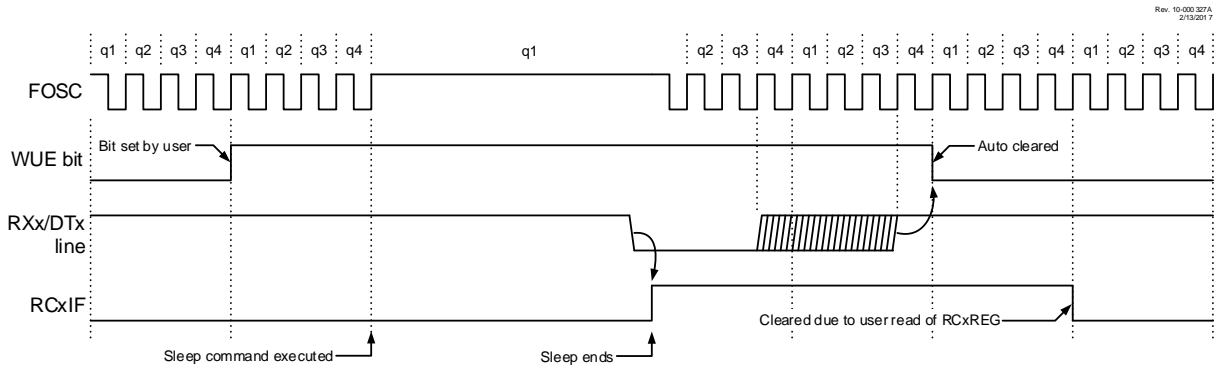 Rev. 10-000327A
2/13/2017
q1 q2 q3 q4 q1 q2 q3 q4 q1 q2 q3 q4 q1 q2 q3 q4 q1 q2 q3 q4 q1 q2 q3 q4
FOSC
Bit set by user
Auto cleared
WUE bit
RXx/DTx
line
RCxIF
Cleared due to user read of RCxREG
Sleep command executed
Sleep ends